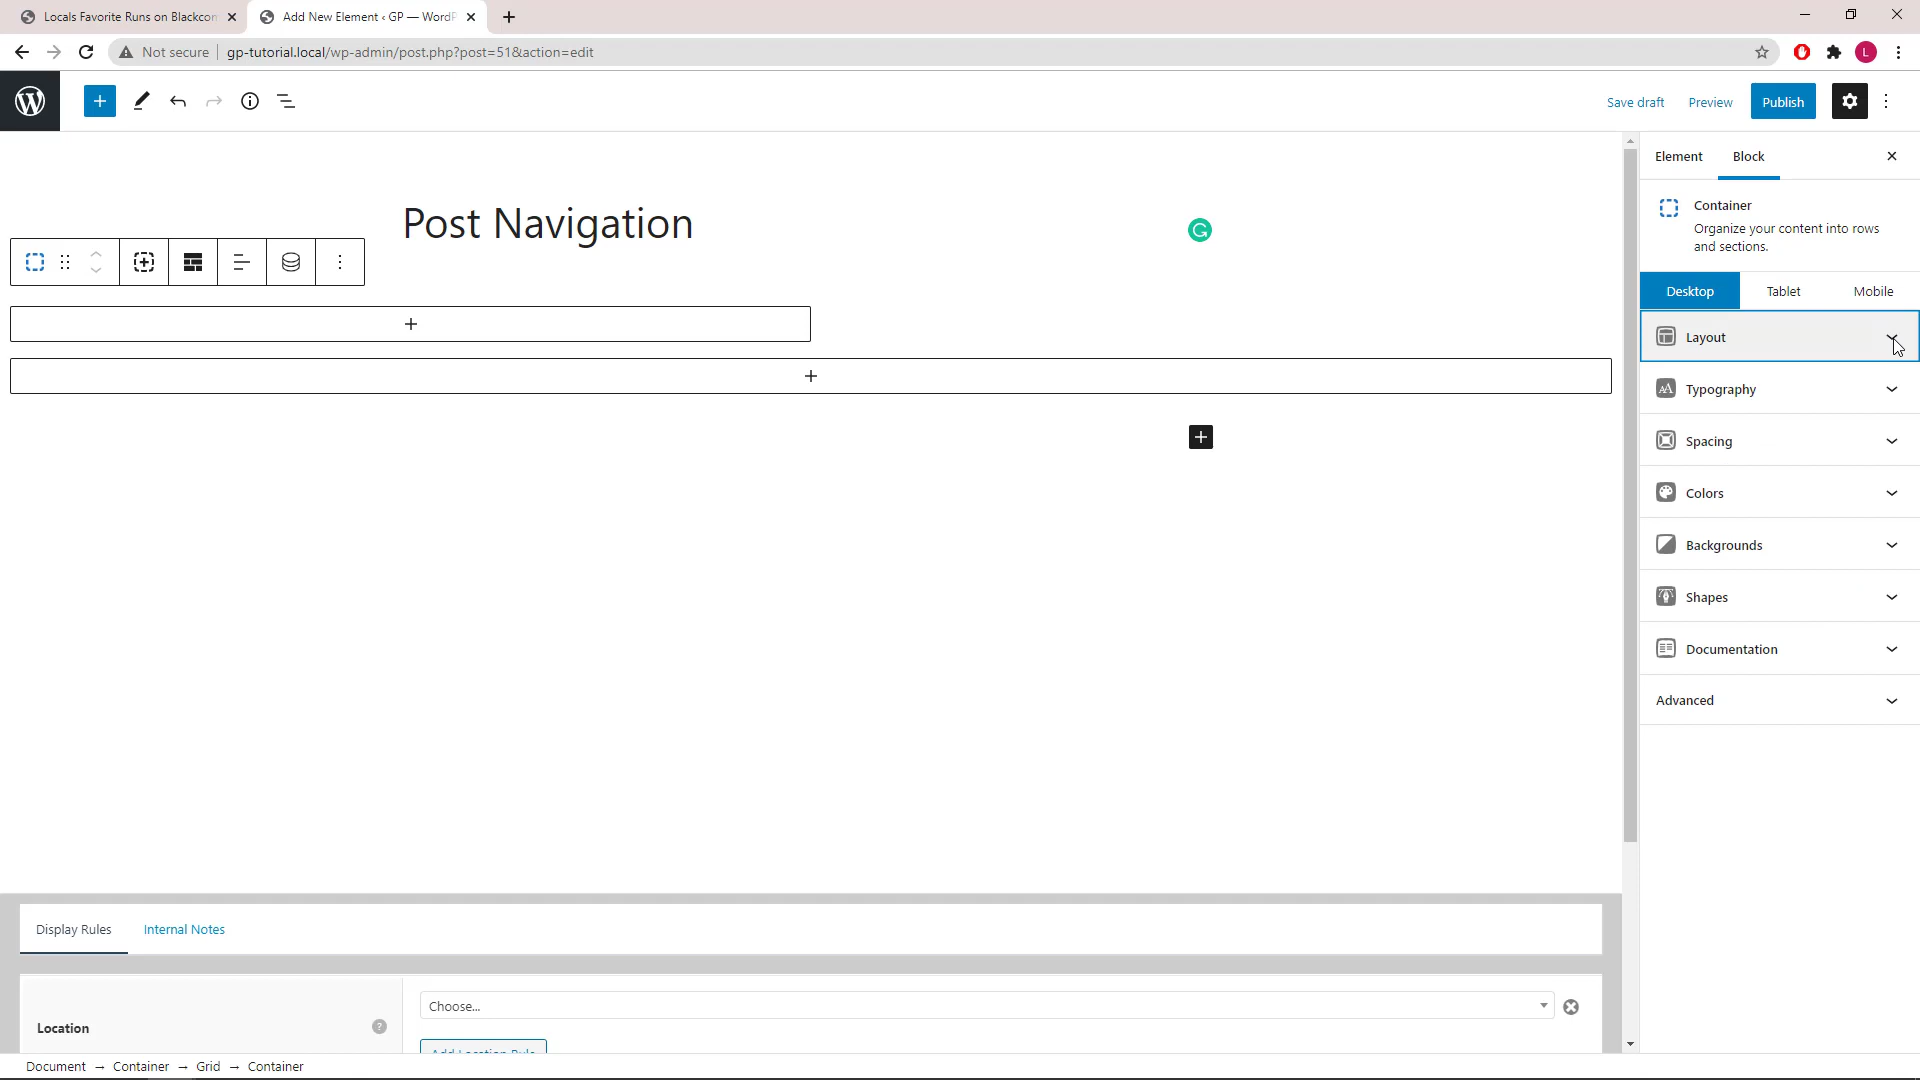 Locals Favorite Runs on Blackcon
Add New Element ‹ GP — WordP
Not secure
gp-tutorial.local/wp-admin/post.php?post=51&action=edit
L
Save draft
Preview
Publish
Element
Block
Container
Organize your content into rows
and sections.
Desktop
Tablet
Mobile
Layout
Typography
Spacing
Colors
Backgrounds
Shapes
Documentation
Advanced
Post Navigation
Display Rules
Internal Notes
Location
?
Choose...
Add Location Rule
Document → Container → Grid → Container